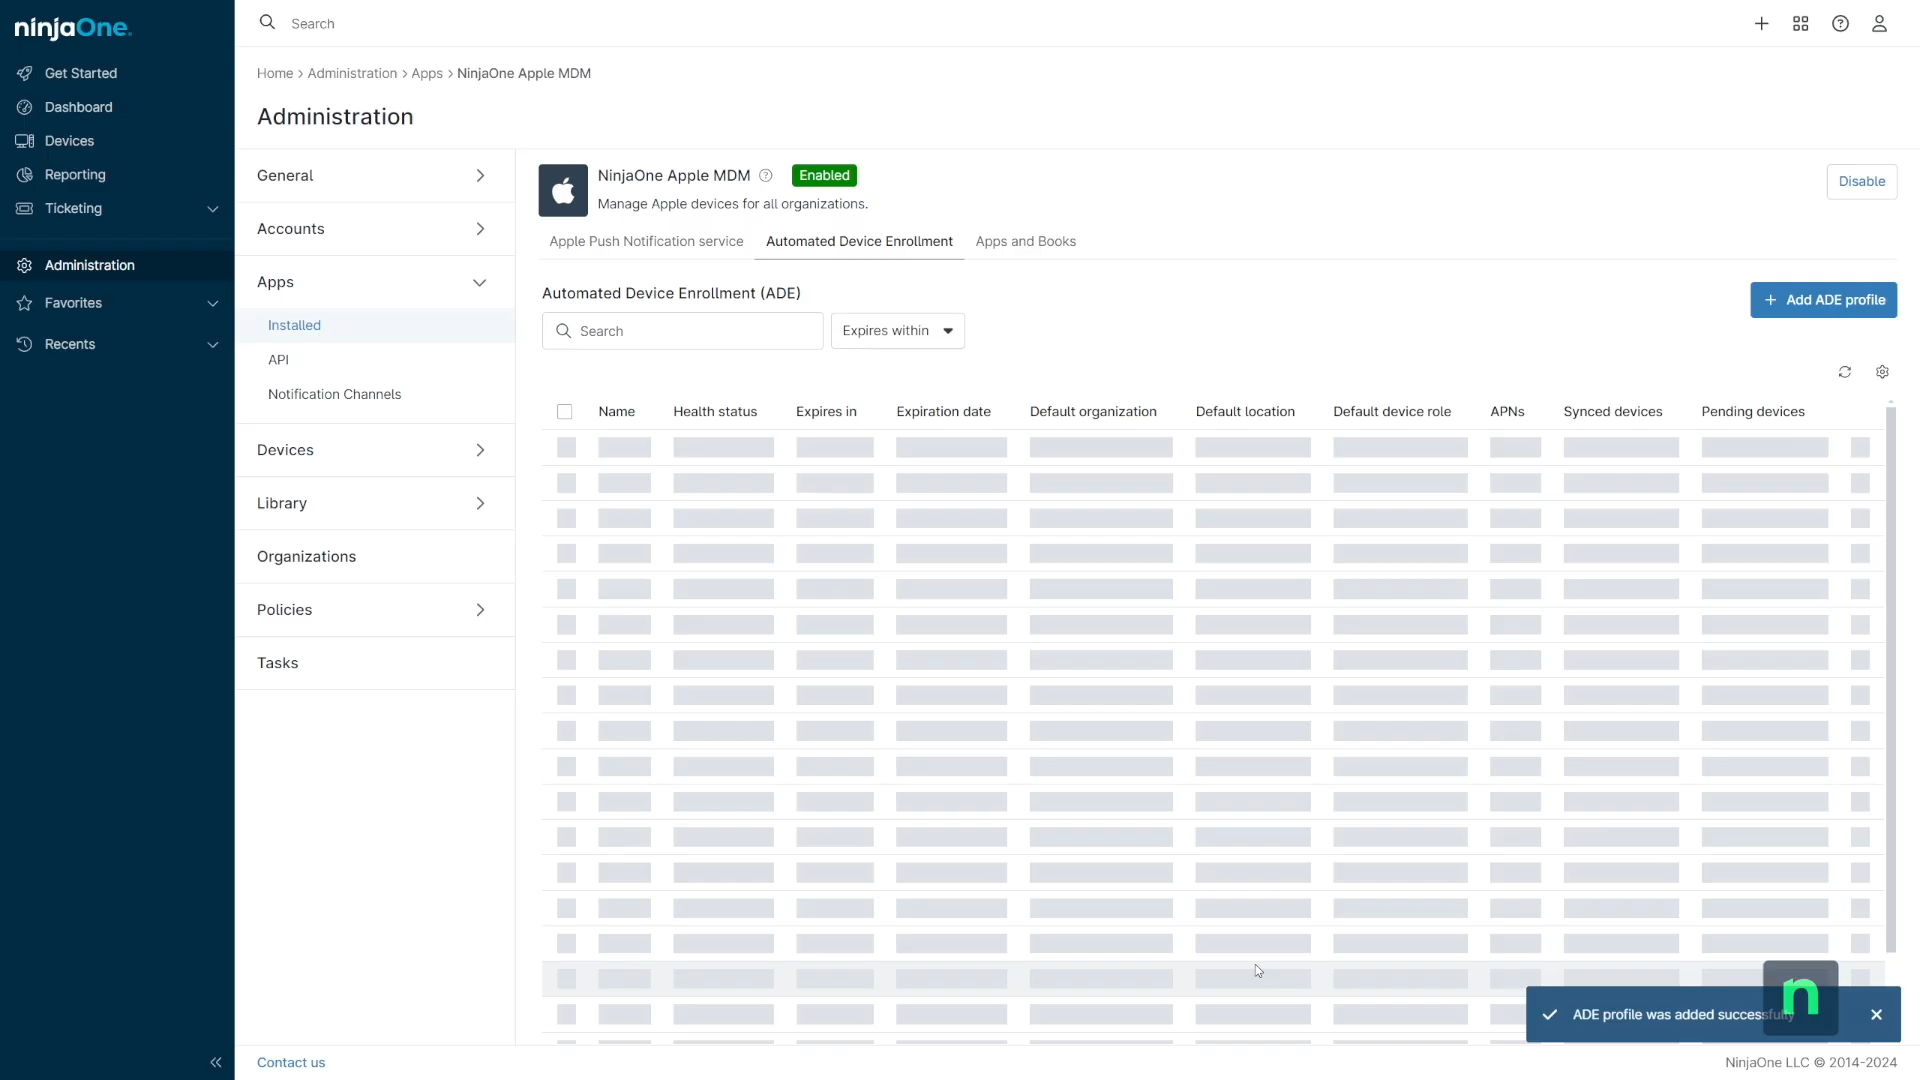 ninjaOne.
Search
Get Started
Dashboard
Devices
Reporting
Ticketing
Administration
Favorites
Recents
Home > Administration > Apps > NinjaOne Apple MDM
Administration
General
Accounts
Apps
Installed
API
Notification Channels
Devices
Library
Organizations
Policies
Tasks
NinjaOne Apple MDM
Enabled
Manage Apple devices for all organizations.
Disable
Apple Push Notification service
Automated Device Enrollment
Apps and Books
Automated Device Enrollment (ADE)
+ Add ADE profile
Search
Expires within
Name Health status Expires in Expiration date Default organization Default location Default device role APNs Synced devices Pending devices
ADE profile was added successfully
n
Contact us
NinjaOne LLC © 2014-2024